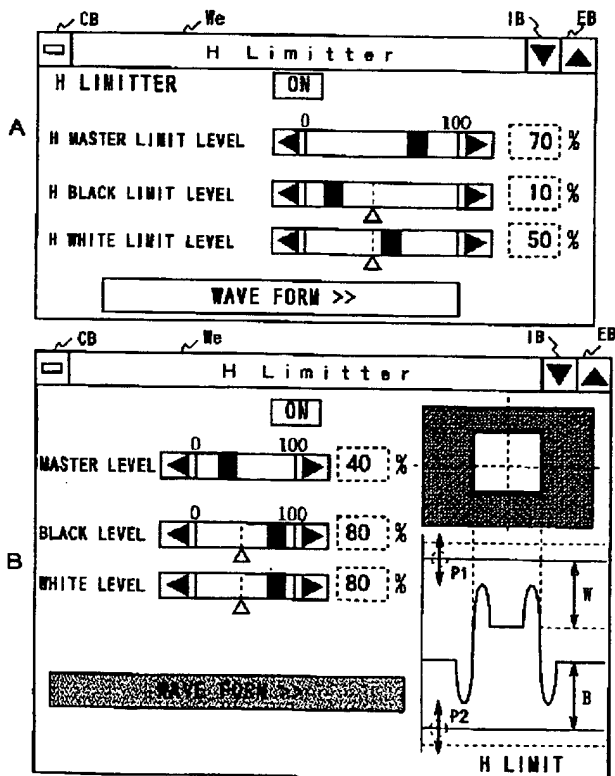 CB We IB EB
H Limitter
H LIMITTER ON
A
0 100
H MASTER LIMIT LEVEL 70 %
H BLACK LIMIT LEVEL 10 %
H WHITE LIMIT LEVEL 50 %
WAVE FORM >>
CB We IB EB
H Limitter
ON
0 100
MASTER LEVEL 40 %
0 100
BLACK LEVEL 80 %
B
WHITE LEVEL 80 %
WAVE FORM >>
P1
W
B
P2
H LIMIT